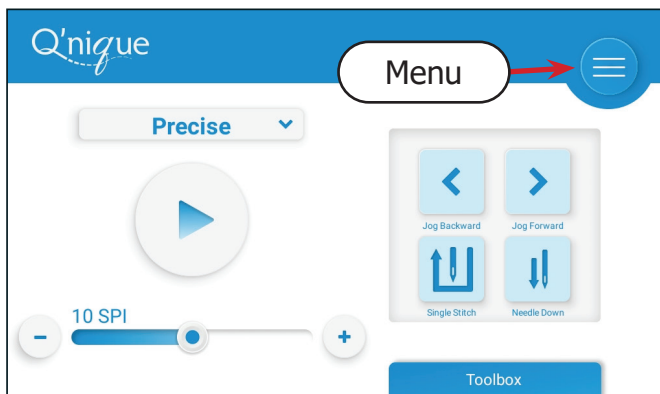 Q'nique
Menu
Precise
10 SPI
Jog Backward
Jog Forward
Single Stitch
Needle Down
Toolbox